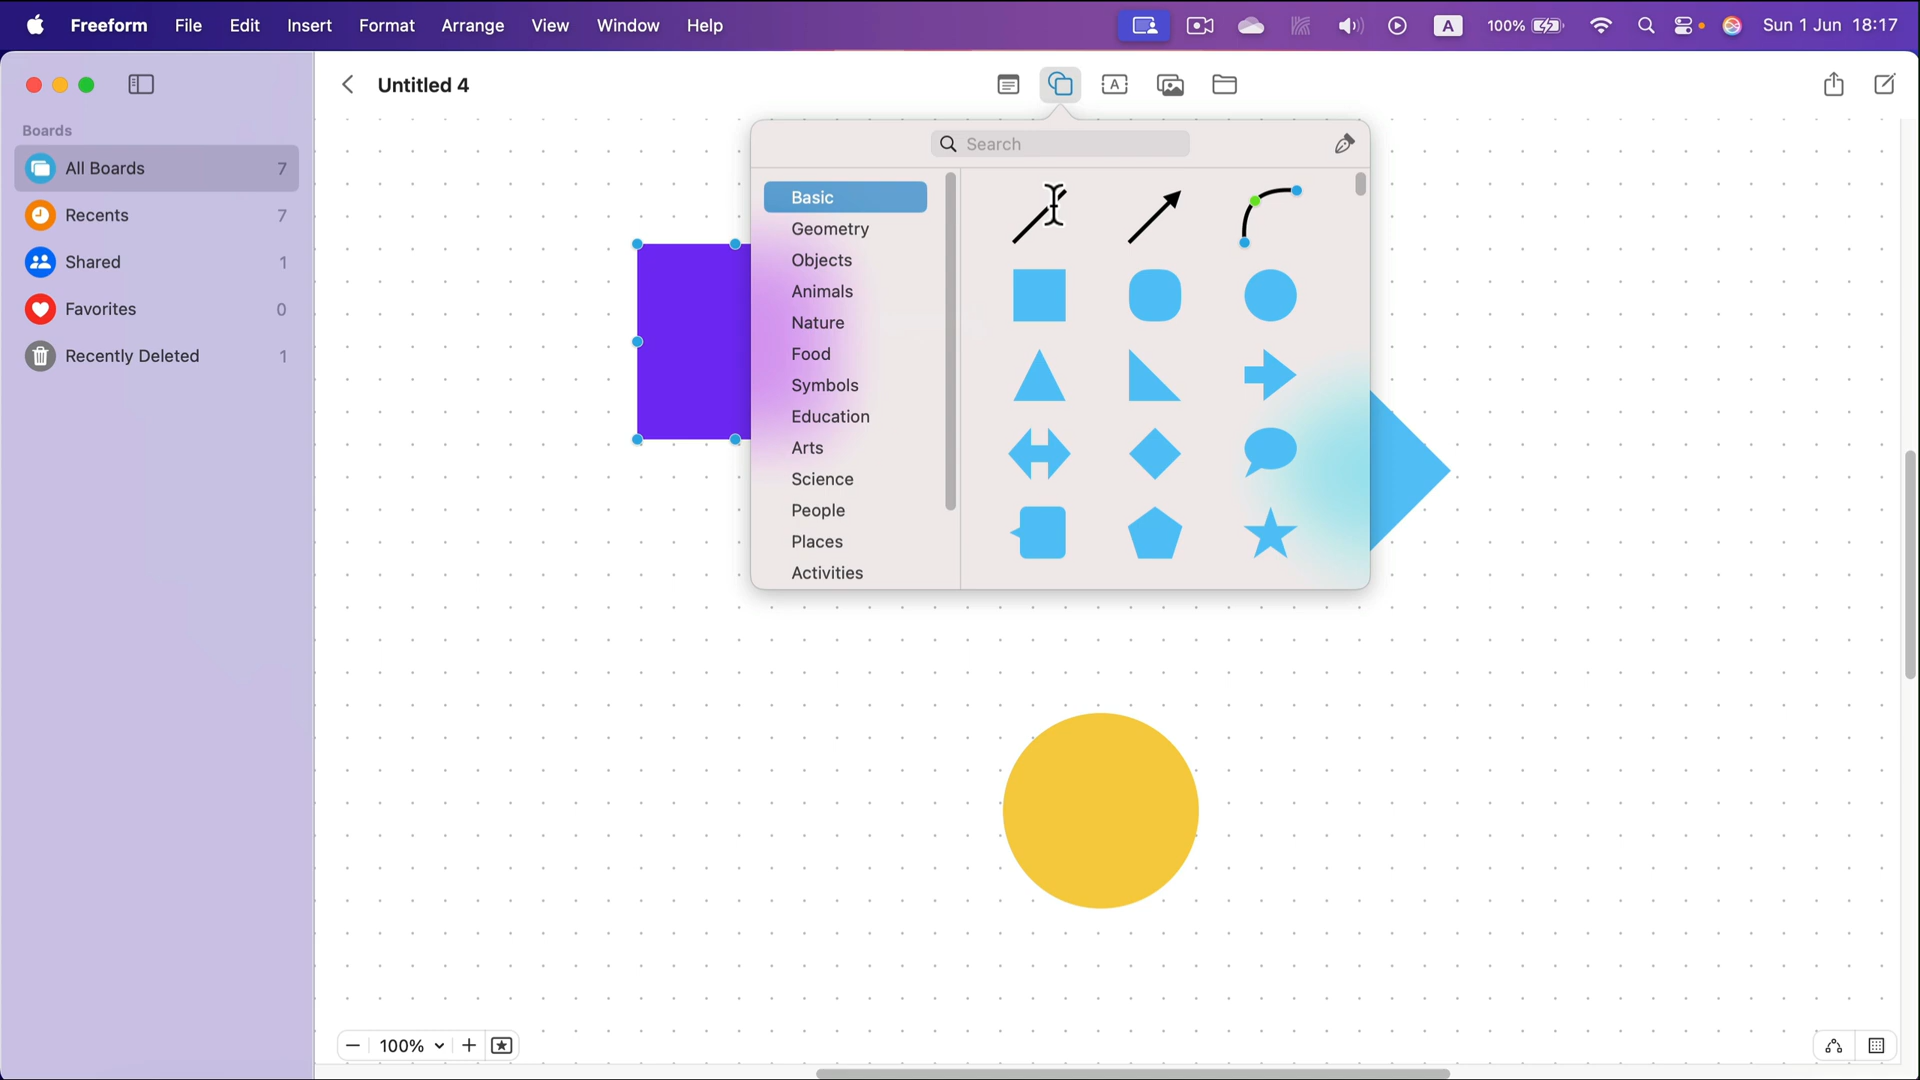 Freeform File Edit Insert Format Arrange View Window Help A 100% Sun 1 Jun 18:17
Untitled 4
A
Boards
All Boards 7
Recents 7
Shared 1
Favorites 0
Recently Deleted 1
Search
Basic
Geometry
Objects
Animals
Nature
Food
Symbols
Education
Arts
Science
People
Places
Activities
100%